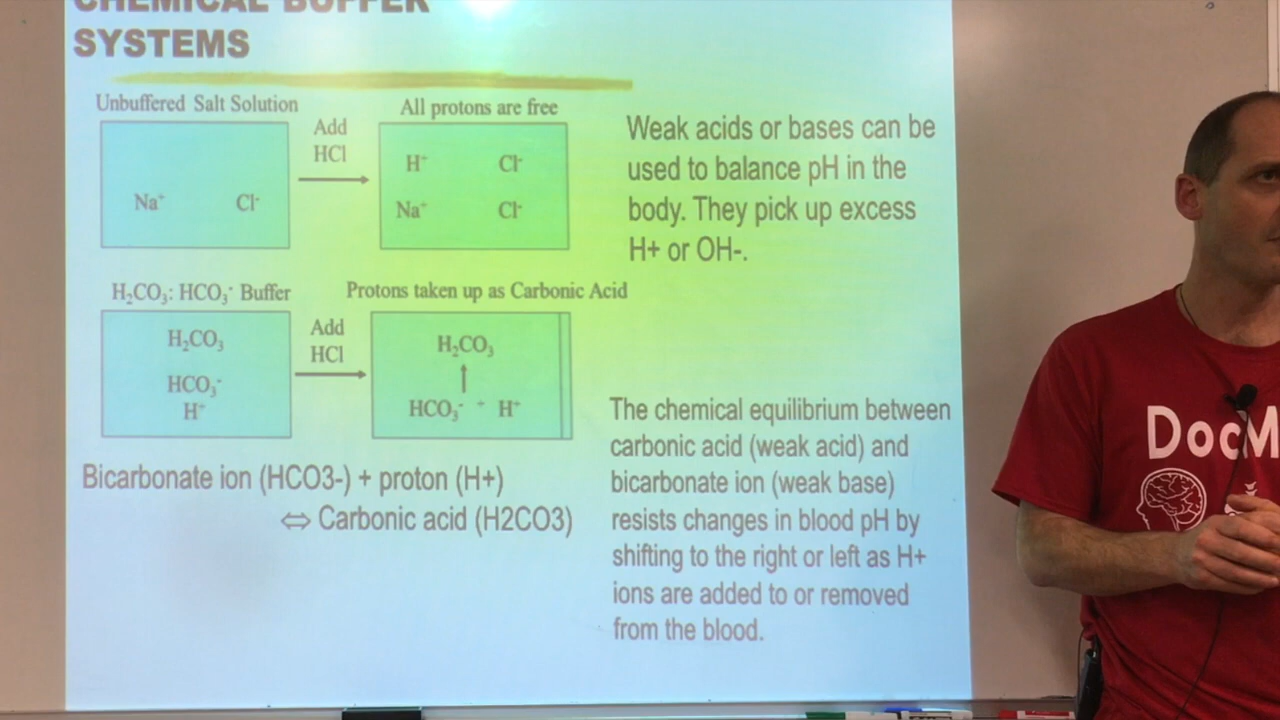 CHEMICAL BUFFER
SYSTEMS
Unbuffered Salt Solution
Add
HCl
All protons are free
Na⁺ Cl⁻
H⁺ Cl⁻
Na⁺ Cl⁻
Weak acids or bases can be
used to balance pH in the
body. They pick up excess
H+ or OH-.
H₂CO₃: HCO₃⁻ Buffer
Add
HCl
Protons taken up as Carbonic Acid
H₂CO₃
HCO₃⁻
H⁺
H₂CO₃
↑
HCO₃⁻ + H⁺
Bicarbonate ion (HCO3-) + proton (H+)
⇔ Carbonic acid (H2CO3)
The chemical equilibrium between
carbonic acid (weak acid) and
bicarbonate ion (weak base)
resists changes in blood pH by
shifting to the right or left as H+
ions are added to or removed
from the blood.
DocM